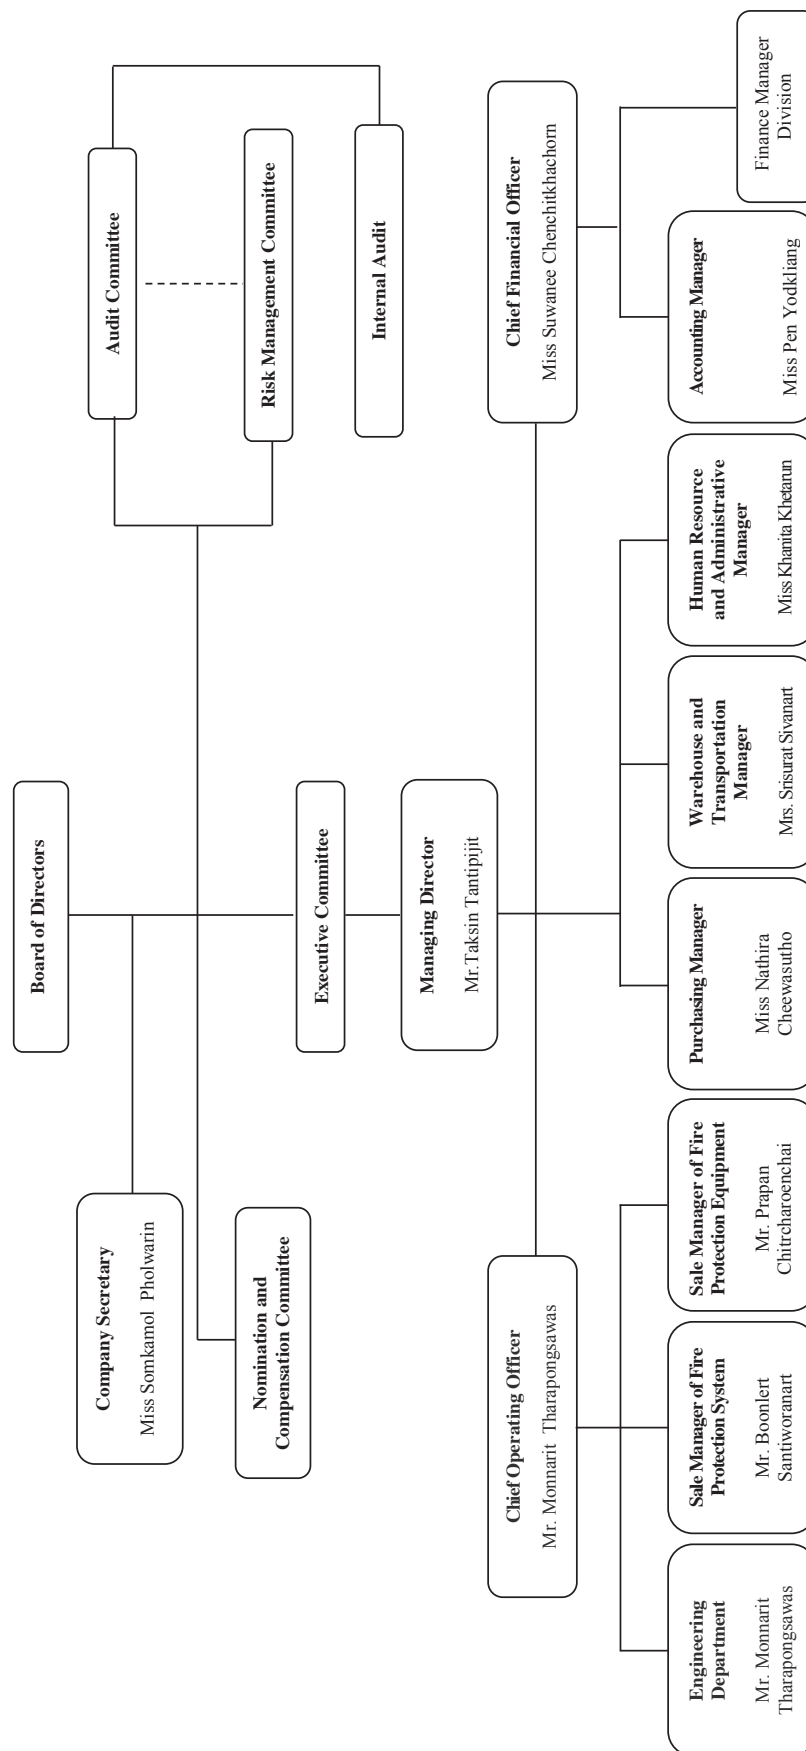 Board of Directors
Company Secretary
Miss Somkamol Pholwarin
Audit Committee
Nomination and
Compensation Committee
Risk Management Committee
Executive Committee
Internal Audit
Managing Director
Mr.Taksin Tantipijit
Chief Operating Officer
Mr. Monnarit Tharapongsawas
Chief Financial Officer
Miss Suwanee Chenchitkhachorn
Engineering
Department
Mr. Monnarit
Tharapongsawas
Sale Manager of Fire
Protection System
Mr. Boonlert
Santiworanart
Sale Manager of Fire
Protection Equipment
Mr. Prapan
Chitrcharoenchai
Purchasing Manager
Miss Nathira
Cheewasutho
Warehouse and
Transportation
Manager
Mrs. Srisurat Sivanart
Human Resource
and Administrative
Manager
Miss Khanita Khetarun
Accounting Manager
Miss Pen Yodkliang
Finance Manager
Division